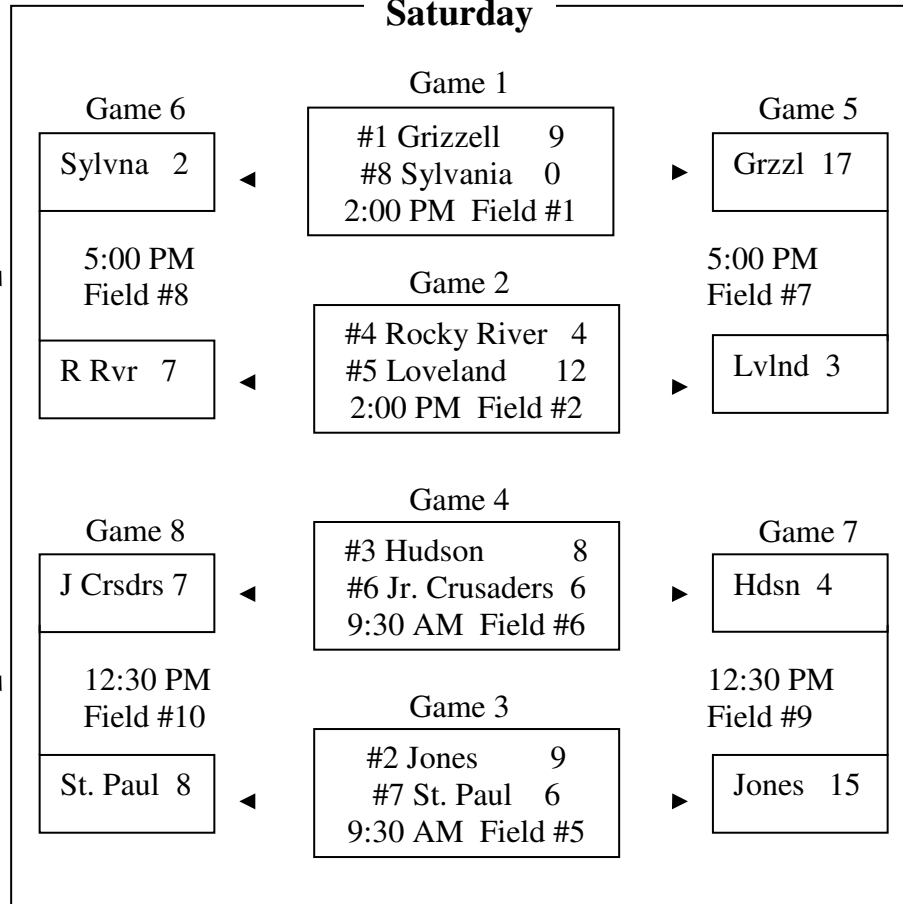 Saturday
Game 1
Game 6
Game 5
#1 Grizzell 9
#8 Sylvania 0
2:00 PM Field #1
Sylvna 2
Grzzl 17
5:00 PM
Field #8
5:00 PM
Field #7
Game 2
#4 Rocky River 4
#5 Loveland 12
2:00 PM Field #2
R Rvr 7
Lvlnd 3
Game 4
Game 8
Game 7
#3 Hudson 8
#6 Jr. Crusaders 6
9:30 AM Field #6
J Crsdrs 7
Hdsn 4
12:30 PM
Field #10
12:30 PM
Field #9
Game 3
#2 Jones 9
#7 St. Paul 6
9:30 AM Field #5
St. Paul 8
Jones 15